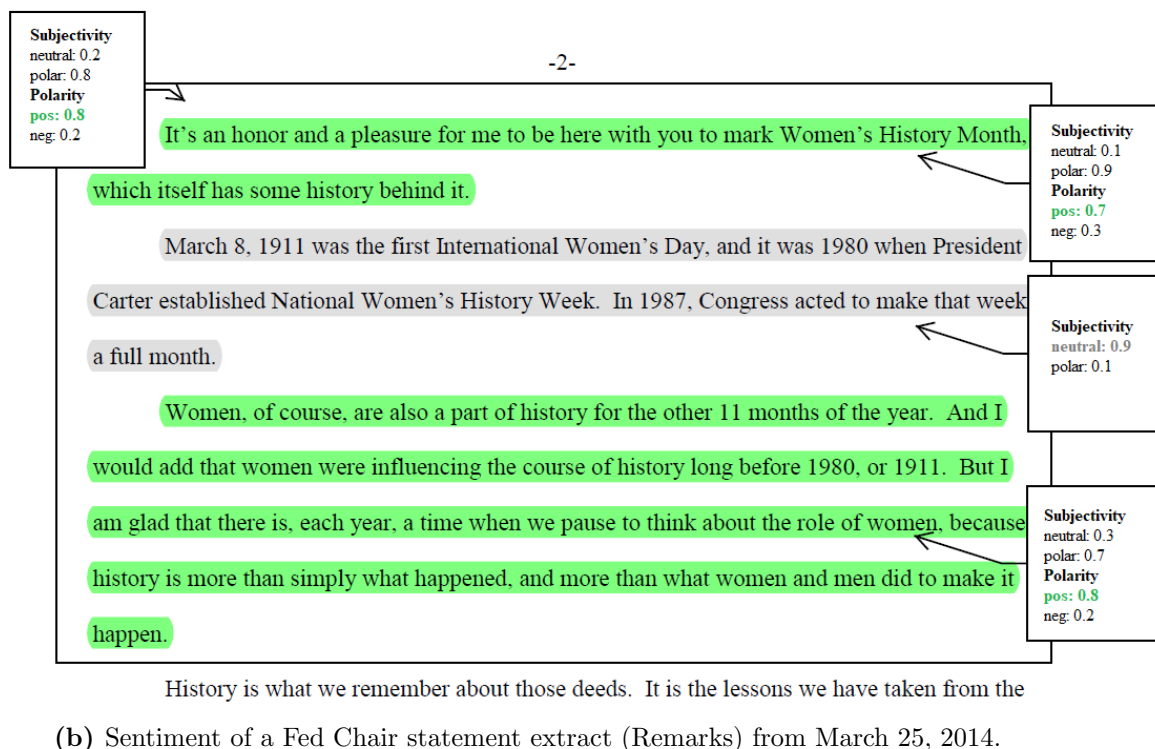 Subjectivity
neutral: 0.2
polar: 0.8
Polarity
pos: 0.8
neg: 0.2
-2-
It's an honor and a pleasure for me to be here with you to mark Women's History Month,
which itself has some history behind it.
Subjectivity
neutral: 0.1
polar: 0.9
Polarity
pos: 0.7
neg: 0.3
March 8, 1911 was the first International Women's Day, and it was 1980 when President
Carter established National Women's History Week.  In 1987, Congress acted to make that week
a full month.
Subjectivity
neutral: 0.9
polar: 0.1
Women, of course, are also a part of history for the other 11 months of the year.  And I
would add that women were influencing the course of history long before 1980, or 1911.  But I
am glad that there is, each year, a time when we pause to think about the role of women, because
history is more than simply what happened, and more than what women and men did to make it
happen.
Subjectivity
neutral: 0.3
polar: 0.7
Polarity
pos: 0.8
neg: 0.2
History is what we remember about those deeds.  It is the lessons we have taken from the
(b) Sentiment of a Fed Chair statement extract (Remarks) from March 25, 2014.